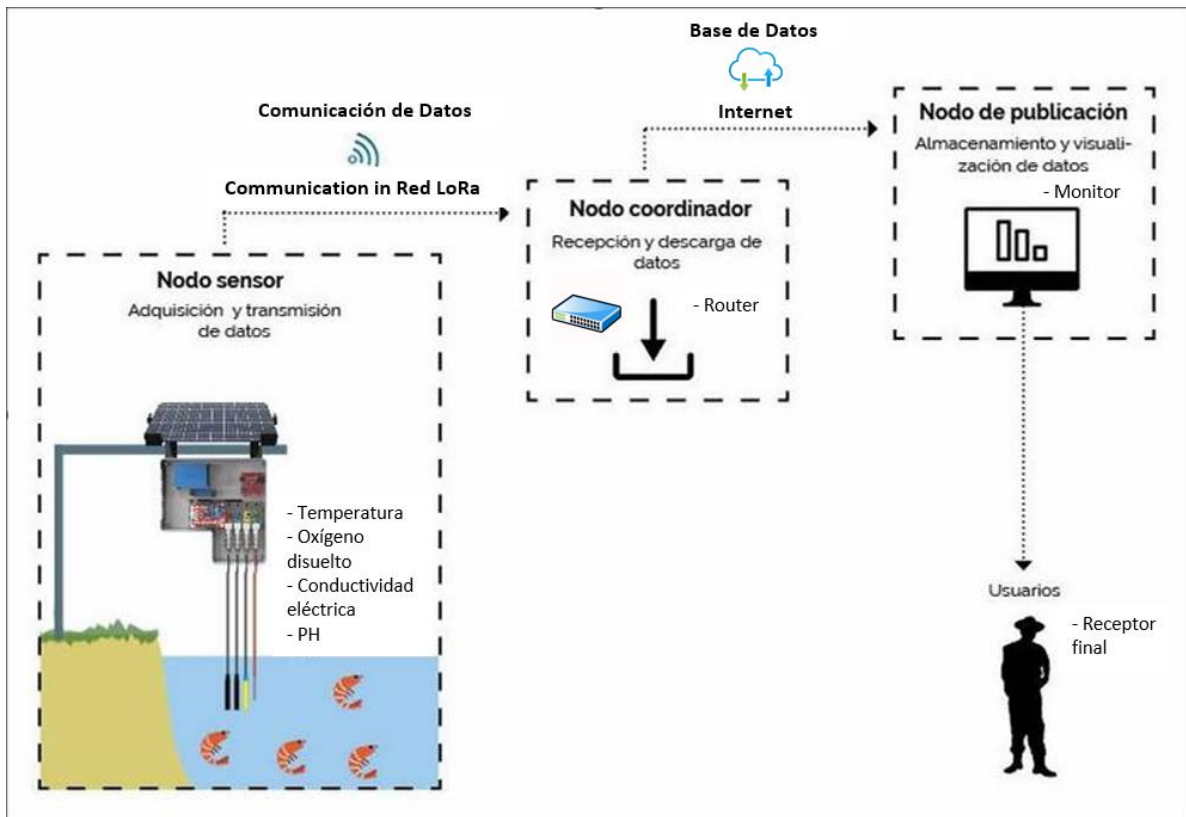 Base de Datos
Internet
Comunicación de Datos
Communication in Red LoRa
Nodo sensor
Adquisición y transmisión
de datos
- Temperatura
- Oxígeno
disuelto
- Conductividad
eléctrica
- PH
Nodo coordinador
Recepción y descarga de
datos
- Router
Nodo de publicación
Almacenamiento y visuali-
zación de datos
- Monitor
Usuarios
- Receptor
final